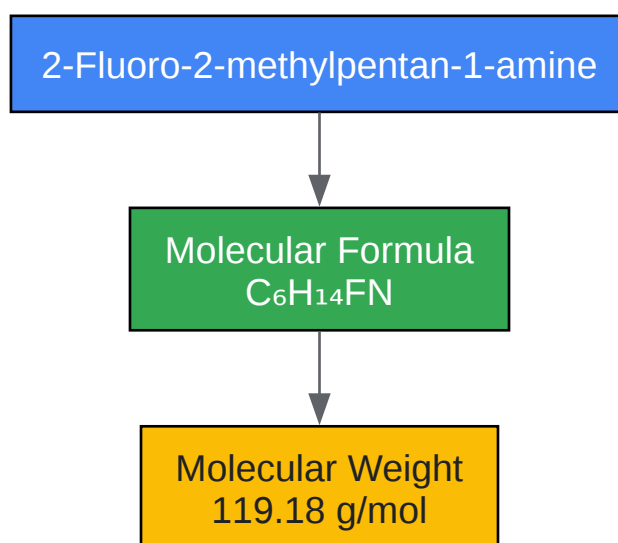 2-Fluoro-2-methylpentan-1-amine
Molecular Formula
C₆H₁₄FN
Molecular Weight
119.18 g/mol